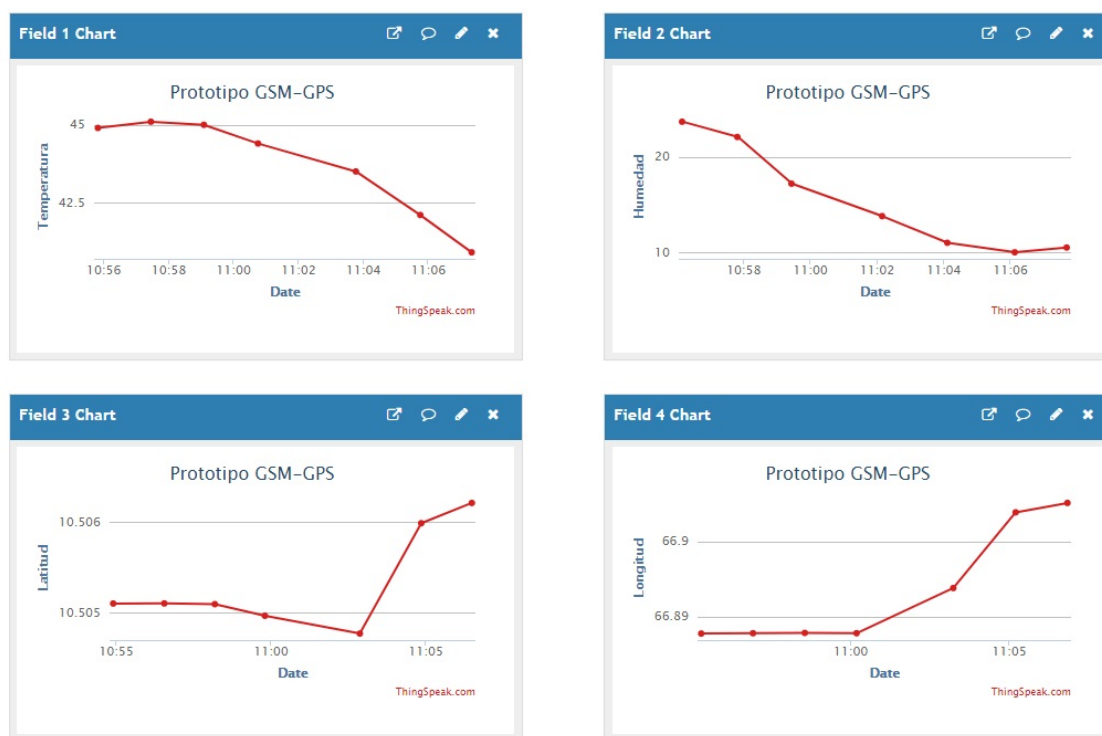 Field 1 Chart
Prototipo GSM-GPS
45
42.5
Temperatura
10:56 10:58 11:00 11:02 11:04 11:06
Date
ThingSpeak.com
Field 2 Chart
Prototipo GSM-GPS
20
10
Humedad
10:58 11:00 11:02 11:04 11:06
Date
ThingSpeak.com
Field 3 Chart
Prototipo GSM-GPS
10.506
10.505
Latitud
10:55 11:00 11:05
Date
ThingSpeak.com
Field 4 Chart
Prototipo GSM-GPS
66.9
66.89
Longitud
11:00 11:05
Date
ThingSpeak.com